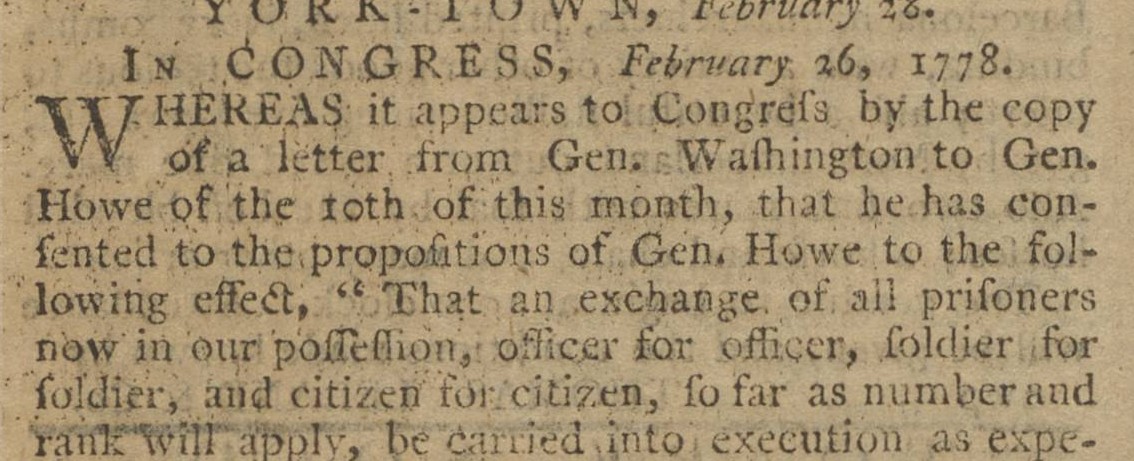 YORK-TOWN, February 28.
IN CONGRESS, February 26, 1778.
WHEREAS it appears to Congreſs by the copy
of a letter from Gen. Waſhington to Gen.
Howe of the 10th of this month, that he has con-
ſented to the propoſitions of Gen. Howe to the fol-
lowing effect, “ That an exchange of all priſoners
now in our poſſeſſion, officer for officer, ſoldier for
ſoldier, and citizen for citizen, ſo far as number and
rank will apply, be carried into execution as expe-